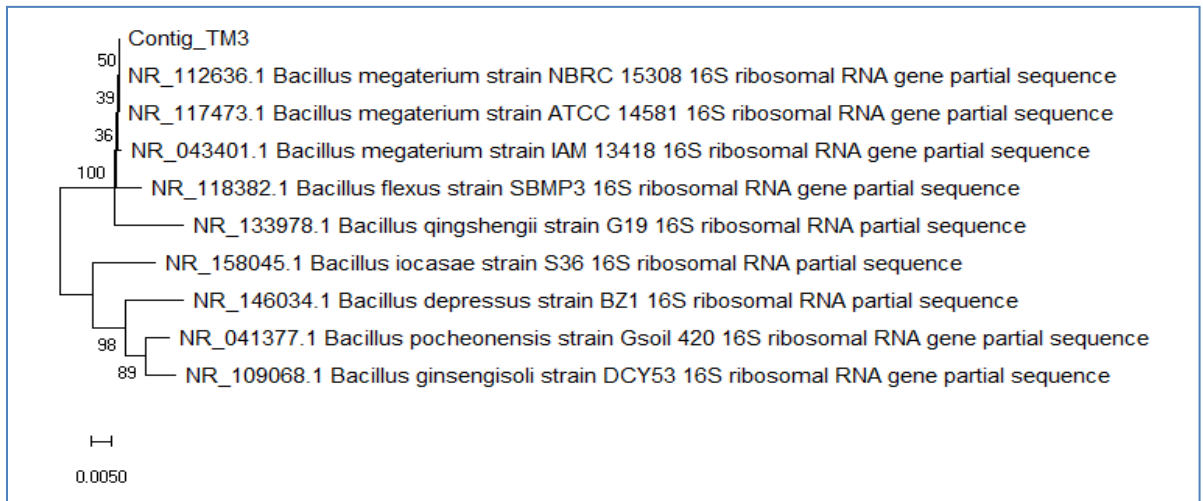 Contig_TM3
50
NR_112636.1 Bacillus megaterium strain NBRC 15308 16S ribosomal RNA gene partial sequence
39
NR_117473.1 Bacillus megaterium strain ATCC 14581 16S ribosomal RNA gene partial sequence
36
NR_043401.1 Bacillus megaterium strain IAM 13418 16S ribosomal RNA gene partial sequence
100
NR_118382.1 Bacillus flexus strain SBMP3 16S ribosomal RNA gene partial sequence
NR_133978.1 Bacillus qingshengii strain G19 16S ribosomal RNA partial sequence
NR_158045.1 Bacillus iocasae strain S36 16S ribosomal RNA partial sequence
NR_146034.1 Bacillus depressus strain BZ1 16S ribosomal RNA partial sequence
NR_041377.1 Bacillus pocheonensis strain Gsoil 420 16S ribosomal RNA gene partial sequence
98
89
NR_109068.1 Bacillus ginsengisoli strain DCY53 16S ribosomal RNA gene partial sequence
0.0050